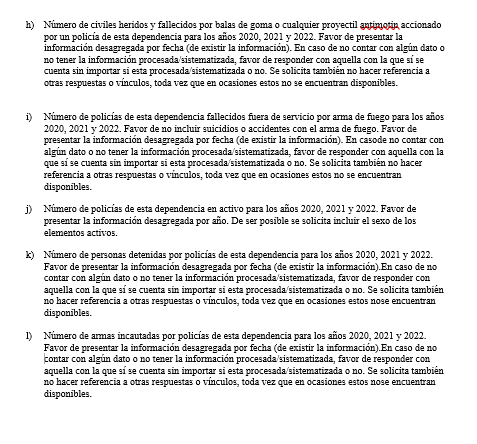 h) Número de civiles heridos y fallecidos por balas de goma o cualquier proyectil antimotin accionado
por un policía de esta dependencia para los años 2020, 2021 y 2022. Favor de presentar la
información desagregada por fecha (de existir la información). En caso de no contar con algún dato o
no tener la información procesada/sistematizada, favor de responder con aquella con la que sí se
cuenta sin importar si esta procesada/sistematizada o no. Se solicita también no hacer referencia a
otras respuestas o vínculos, toda vez que en ocasiones estos no se encuentran disponibles.
i) Número de policías de esta dependencia fallecidos fuera de servicio por arma de fuego para los años
2020, 2021 y 2022. Favor de no incluir suicidios o accidentes con el arma de fuego. Favor de
presentar la información desagregada por fecha (de existir la información). En casode no contar con
algún dato o no tener la información procesada/sistematizada, favor de responder con aquella con la
que sí se cuenta sin importar si esta procesada/sistematizada o no. Se solicita también no hacer
referencia a otras respuestas o vínculos, toda vez que en ocasiones estos no se encuentran
disponibles.
j) Número de policías de esta dependencia en activo para los años 2020, 2021 y 2022. Favor de
presentar la información desagregada por año. De ser posible se solicita incluir el sexo de los
elementos activos.
k) Número de personas detenidas por policías de esta dependencia para los años 2020, 2021 y 2022.
Favor de presentar la información desagregada por fecha (de existir la información).En caso de no
contar con algún dato o no tener la información procesada/sistematizada, favor de responder con
aquella con la que sí se cuenta sin importar si esta procesada/sistematizada o no. Se solicita también
no hacer referencia a otras respuestas o vínculos, toda vez que en ocasiones estos nose encuentran
disponibles.
l) Número de armas incautadas por policías de esta dependencia para los años 2020, 2021 y 2022.
Favor de presentar la información desagregada por fecha (de existir la información).En caso de no
contar con algún dato o no tener la información procesada/sistematizada, favor de responder con
aquella con la que sí se cuenta sin importar si esta procesada/sistematizada o no. Se solicita también
no hacer referencia a otras respuestas o vínculos, toda vez que en ocasiones estos nose encuentran
disponibles.